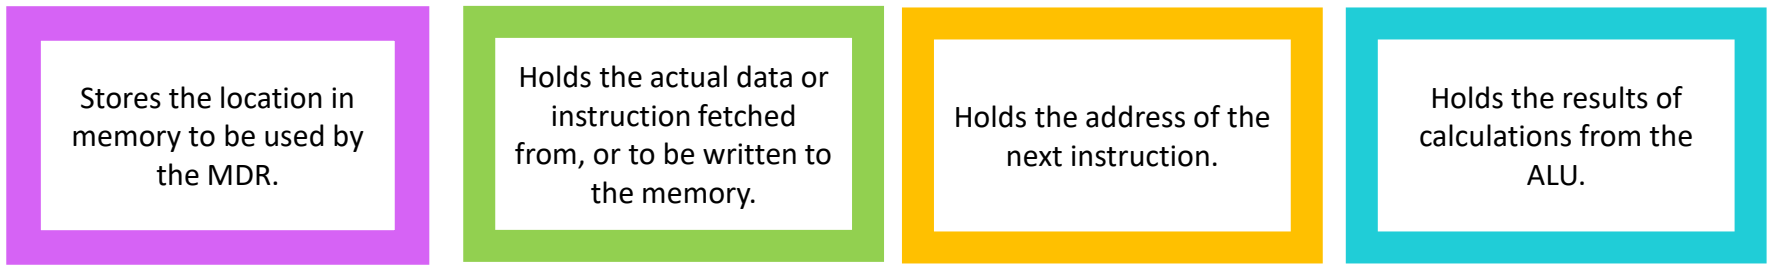 Stores the location in
memory to be used by
the MDR.
Holds the actual data or
instruction fetched
from, or to be written to
the memory.
Holds the address of the
next instruction.
Holds the results of
calculations from the
ALU.